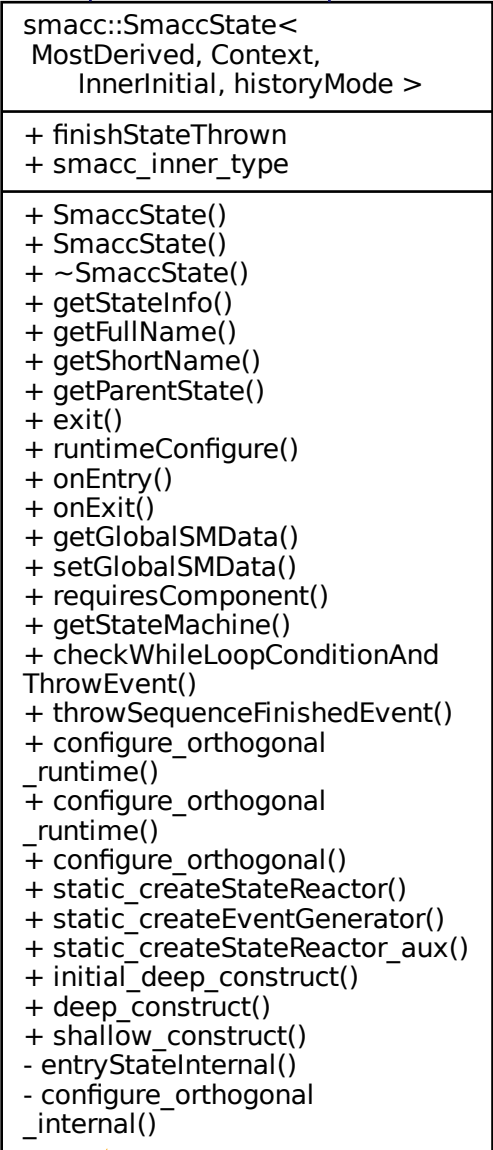 smacc::SmaccState<
MostDerived, Context,
InnerInitial, historyMode >
+ finishStateThrown
+ smacc_inner_type
+ SmaccState()
+ SmaccState()
+ ~SmaccState()
+ getStateInfo()
+ getFullName()
+ getShortName()
+ getParentState()
+ exit()
+ runtimeConfigure()
+ onEntry()
+ onExit()
+ getGlobalSMData()
+ setGlobalSMData()
+ requiresComponent()
+ getStateMachine()
+ checkWhileLoopConditionAnd
ThrowEvent()
+ throwSequenceFinishedEvent()
+ configure_orthogonal
_runtime()
+ configure_orthogonal
_runtime()
+ configure_orthogonal()
+ static_createStateReactor()
+ static_createEventGenerator()
+ static_createStateReactor_aux()
+ initial_deep_construct()
+ deep_construct()
+ shallow_construct()
- entryStateInternal()
- configure_orthogonal
_internal()